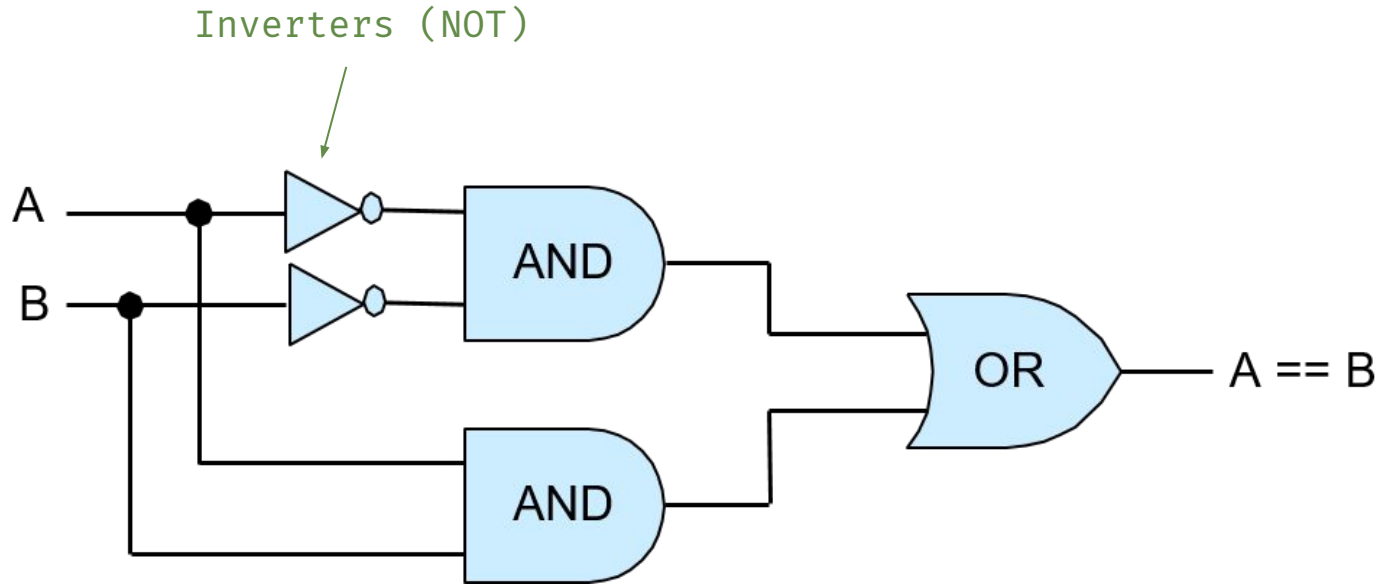 Inverters (NOT)
A
AND
B
OR
A == B
AND